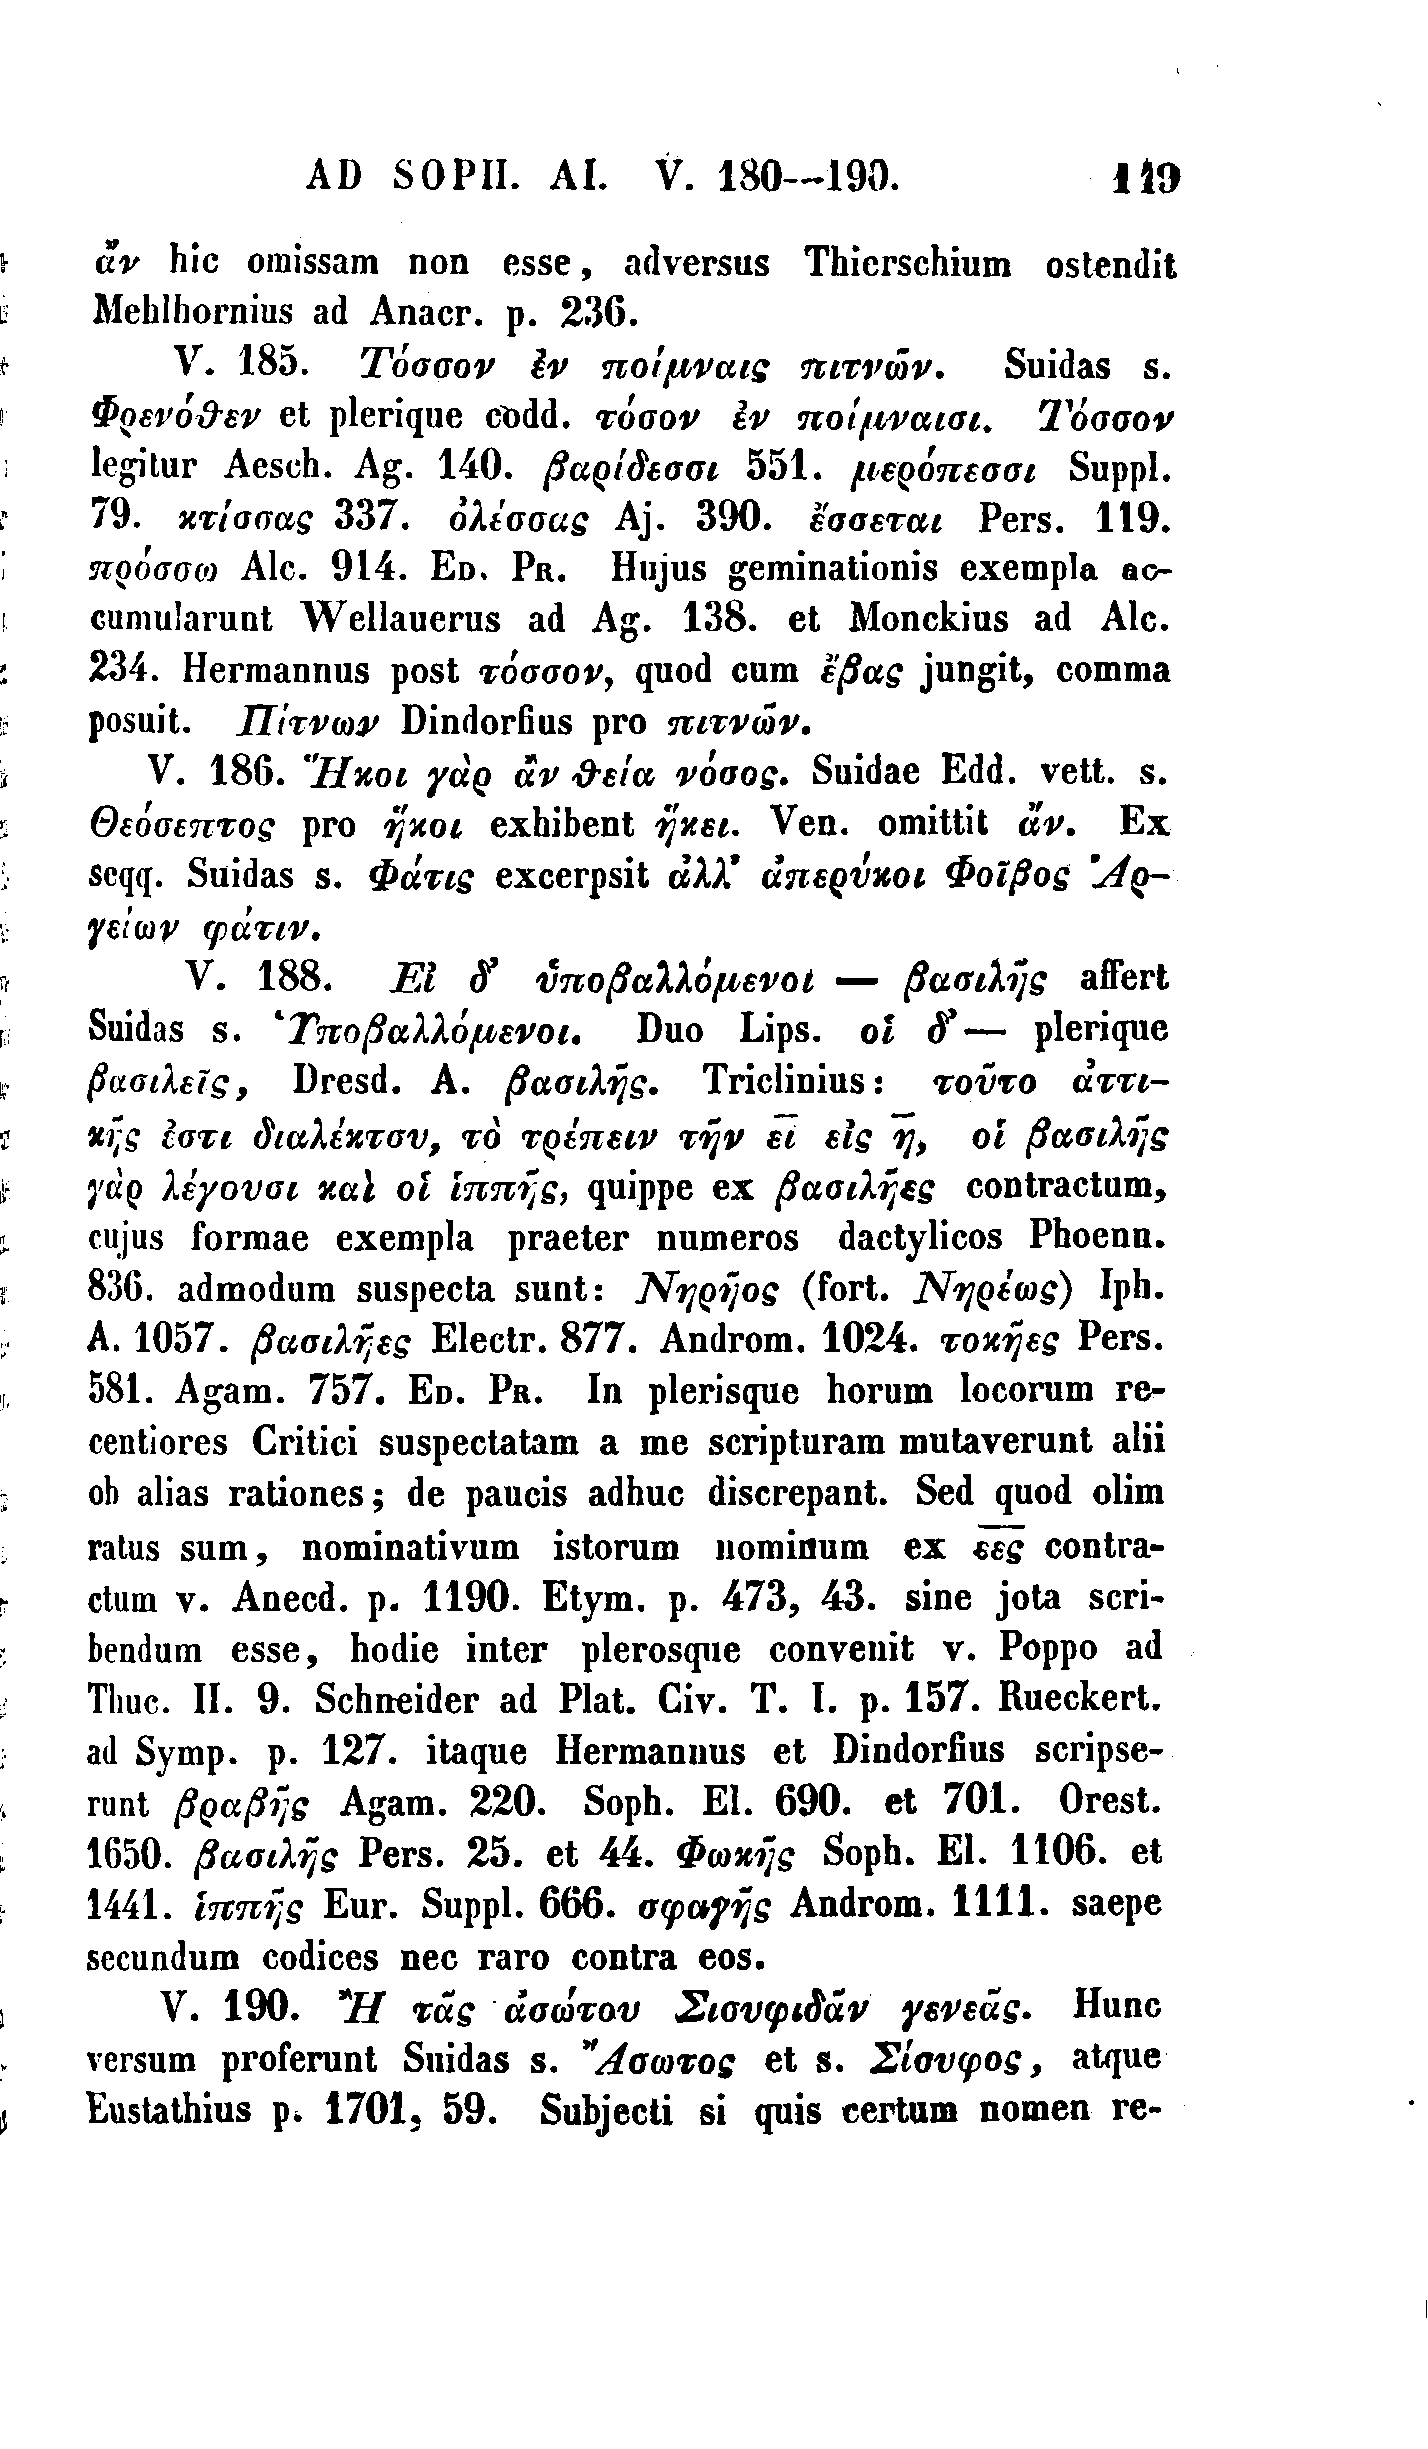 AD SOPH. AI. V. 180—190. 119
ἄν hic omissam non esse, adversus Thierschium ostendit
Mehlhornius ad Anacr. p. 236.
V. 185. Τόσσον ἐν ποίμναις πιτνῶν. Suidas s.
Φρενόθεν et plerique codd. τόσον ἐν ποίμναισι. Τόσσον
legitur Aesch. Ag. 140. βαρίδεσσι 551. μερόπεσσι Suppl.
79. κτίσσας 337. ὀλέσσας Aj. 390. ἔσσεται Pers. 119.
πρόσσω Alc. 914. ED. PR. Hujus geminationis exempla ac-
cumularunt Wellauerus ad Ag. 138. et Monckius ad Alc.
234. Hermannus post τόσσον, quod cum ἔβας jungit, comma
posuit. Πίτνων Dindorfius pro πιτνῶν.
V. 186. Ἥκοι γὰρ ἂν θεία νόσος. Suidae Edd. vett. s.
Θεόσεπτος pro ἥκοι exhibent ἥκει. Ven. omittit ἄν. Ex
seqq. Suidas s. Φάτις excerpsit ἀλλ' ἀπερύκοι Φοῖβος Ἀρ-
γείων φάτιν.
V. 188. Εἰ δ' ὑποβαλλόμενοι — βασιλῆς affert
Suidas s. Ὑποβαλλόμενοι. Duo Lips. οἱ δ' — plerique
βασιλεῖς, Dresd. A. βασιλῆς. Triclinius: τοῦτο ἀττι-
κῆς ἐστι διαλέκτου, τὸ τρέπειν τὴν ει εἰς η, οἱ βασιλῆς
γὰρ λέγουσι καὶ οἱ ἱππῆς, quippe ex βασιλῆες contractum,
cujus formae exempla praeter numeros dactylicos Phoenn.
836. admodum suspecta sunt: Νηρῆος (fort. Νηρέως) Iph.
A. 1057. βασιλῆες Electr. 877. Androm. 1024. τοκῆες Pers.
581. Agam. 757. ED. PR. In plerisque horum locorum re-
centiores Critici suspectatam a me scripturam mutaverunt alii
ob alias rationes; de paucis adhuc discrepant. Sed quod olim
ratus sum, nominativum istorum nominum ex εες contra-
ctum v. Anecd. p. 1190. Etym. p. 473, 43. sine jota scri-
bendum esse, hodie inter plerosque convenit v. Poppo ad
Thuc. II. 9. Schneider ad Plat. Civ. T. I. p. 157. Rueckert.
ad Symp. p. 127. itaque Hermannus et Dindorfius scripse-
runt βραβῆς Agam. 220. Soph. El. 690. et 701. Orest.
1650. βασιλῆς Pers. 25. et 44. Φωκῆς Soph. El. 1106. et
1441. ἱππῆς Eur. Suppl. 666. σφαγῆς Androm. 1111. saepe
secundum codices nec raro contra eos.
V. 190. Ἢ τᾶς ἀσώτου Σισυφιδᾶν γενεᾶς. Hunc
versum proferunt Suidas s. Ἄσωτος et s. Σίσυφος, atque
Eustathius p. 1701, 59. Subjecti si quis certum nomen re-